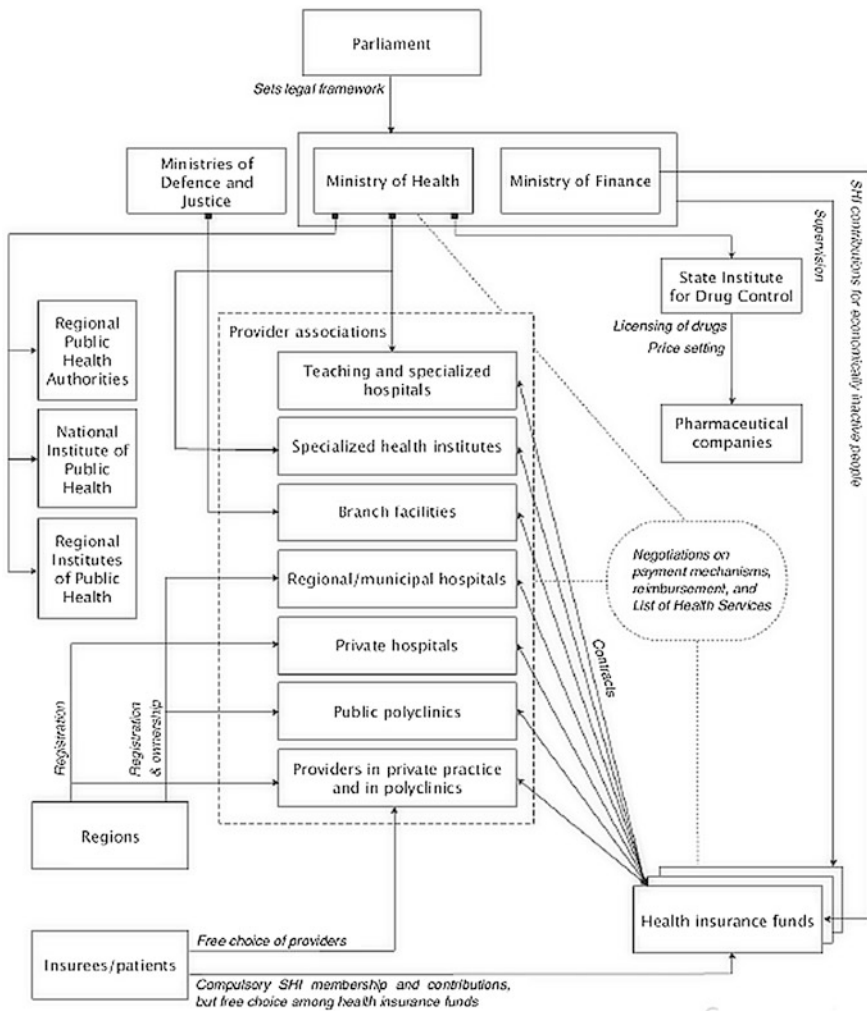 Parliament
Sets legal framework
Ministries of
Defence and
Justice
Ministry of Health
Ministry of Finance
SHI contributions for economically inactive people
Supervision
State Institute
for Drug Control
Licensing of drugs
Price setting
Pharmaceutical
companies
Regional
Public
Health
Authorities
National
Institute of
Public
Health
Regional
Institutes
of Public
Health
Provider associations
Teaching and specialized
hospitals
Specialized health institutes
Branch facilities
Regional/municipal hospitals
Private hospitals
Public polyclinics
Providers in private practice
and in polyclinics
Negotiations on
payment mechanisms,
reimbursement, and
List of Health Services
Contracts
Registration
Registration
& ownership
Regions
Health insurance funds
Insurees/patients
Free choice of providers
Compulsory SHI membership and contributions,
but free choice among health insurance funds